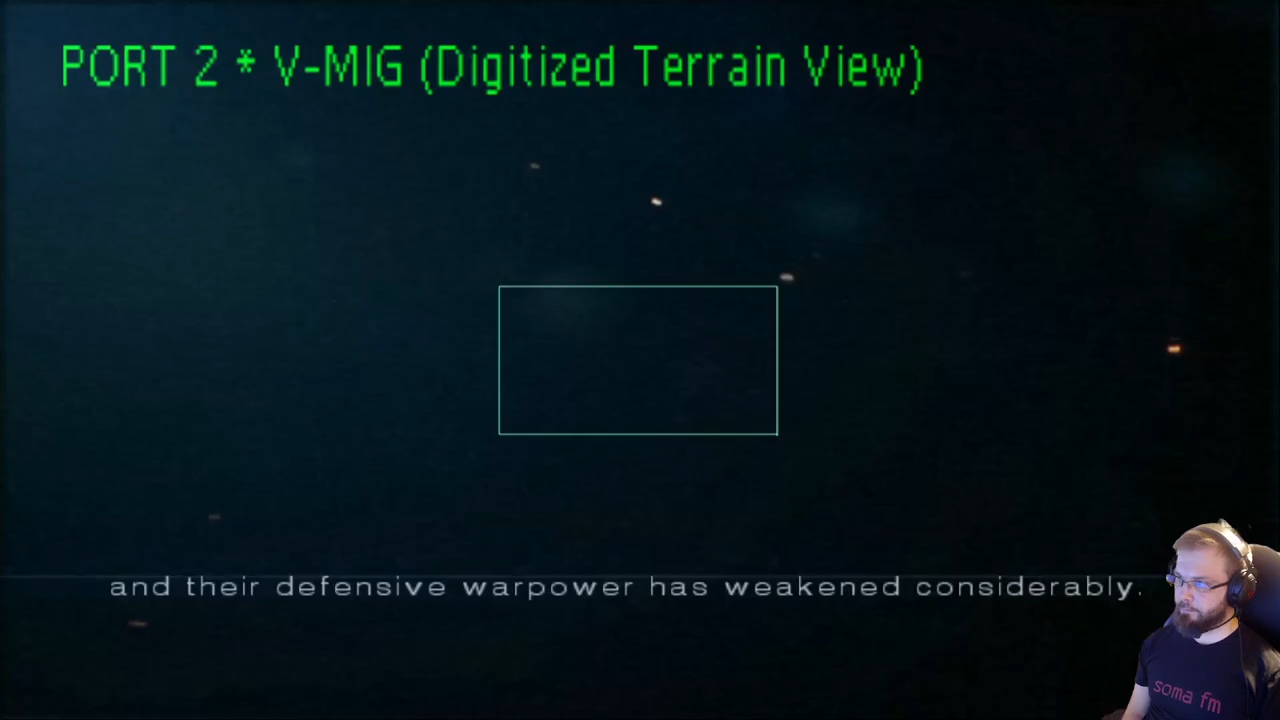 PORT 2 * V-MIG (Digitized Terrain View)
and their defensive warpower has weakened considerably.
soma fm